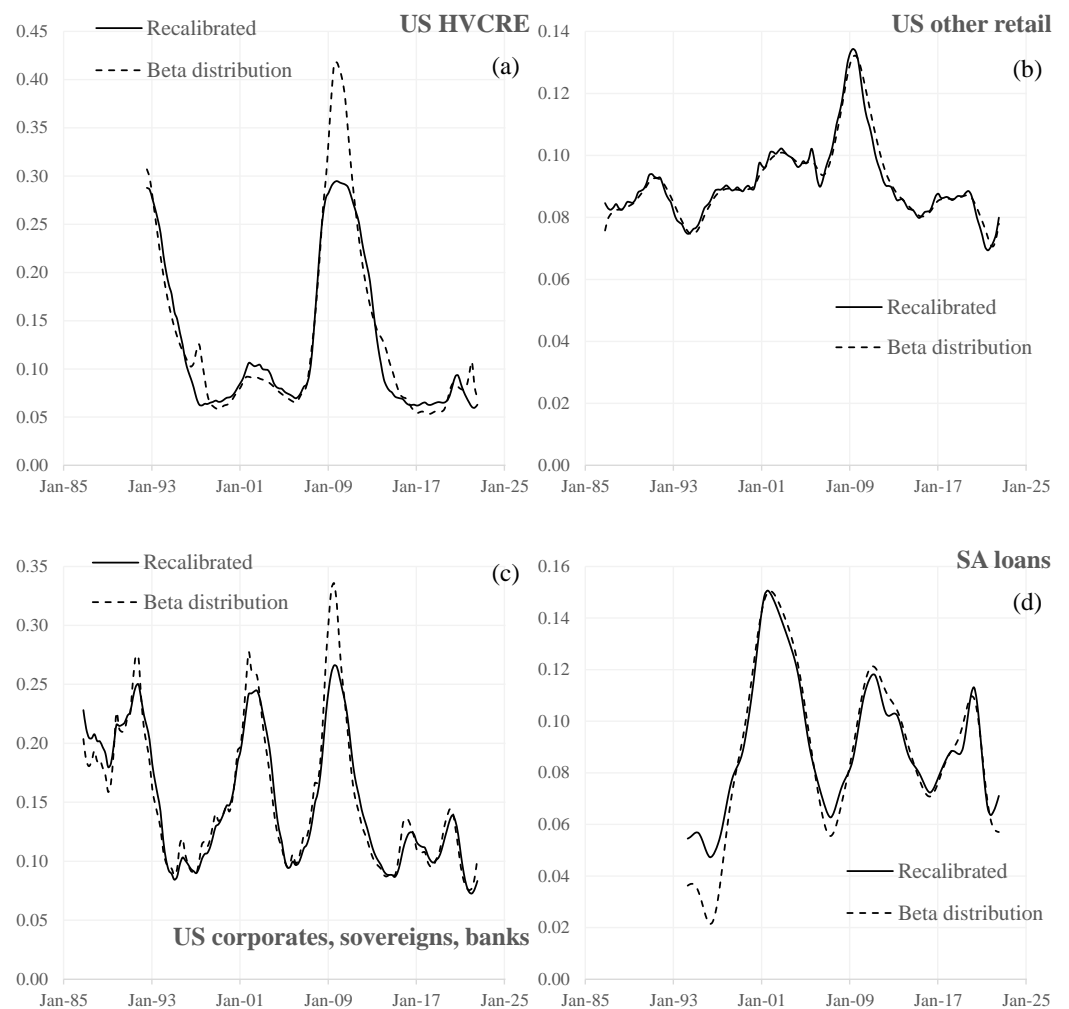 US HVCRE
(a)
Recalibrated
Beta distribution
0.45
0.40
0.35
0.30
0.25
0.20
0.15
0.10
0.05
0.00
Jan-85 Jan-93 Jan-01 Jan-09 Jan-17 Jan-25
US other retail
(b)
0.14
0.12
0.10
0.08
0.06
0.04
0.02
0.00
Recalibrated
Beta distribution
Jan-85 Jan-93 Jan-01 Jan-09 Jan-17 Jan-25
Recalibrated
Beta distribution
(c)
0.35
0.30
0.25
0.20
0.15
0.10
0.05
0.00
US corporates, sovereigns, banks
Jan-85 Jan-93 Jan-01 Jan-09 Jan-17 Jan-25
SA loans
(d)
0.16
0.14
0.12
0.10
0.08
0.06
0.04
0.02
0.00
Recalibrated
Beta distribution
Jan-85 Jan-93 Jan-01 Jan-09 Jan-17 Jan-25